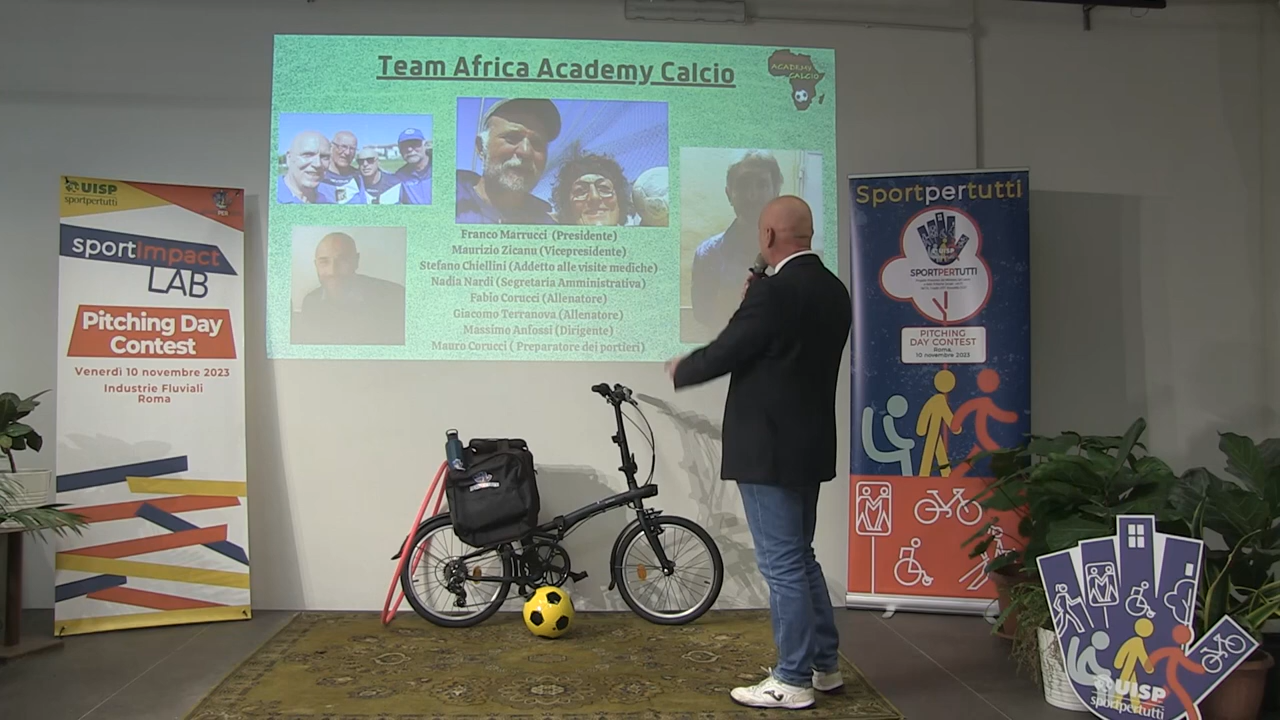 Team Africa Academy Calcio
ACADEMY
CALCIO
Franco Marrucci (Presidente)
Maurizio Zicanu (Vicepresidente)
Stefano Chiellini (Addetto alle visite mediche)
Nadia Nardi (Segretaria Amministrativa)
Fabio Corucci (Allenatore)
Giacomo Terranova (Allenatore)
Massimo Anfossi (Dirigente)
Mauro Corucci ( Preparatore dei portieri)
UISP
sportpertutti
PER
sportimpact
LAB
Pitching Day
Contest
Venerdì 10 novembre 2023
Industrie Fluviali
Roma
Sportpertutti
UISP
SPORTPERTUTTI
PITCHING
DAY CONTEST
Roma,
10 novembre 2023
UISP
sportpertutti